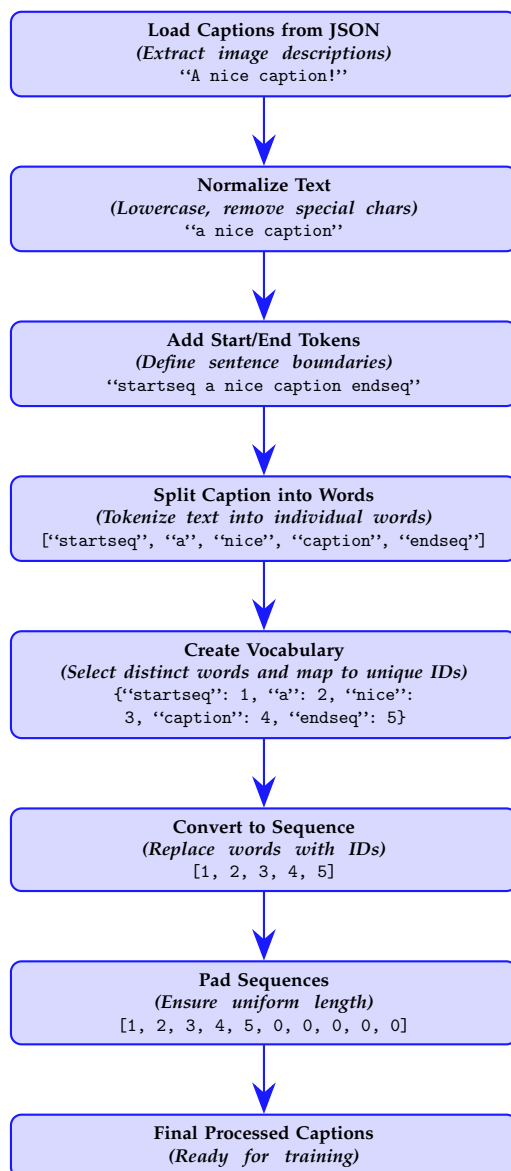 Load Captions from JSON
(Extract image descriptions)
“A nice caption!”
Normalize Text
(Lowercase, remove special chars)
“a nice caption”
Add Start/End Tokens
(Define sentence boundaries)
“startseq a nice caption endseq”
Split Caption into Words
(Tokenize text into individual words)
[“startseq”, “a”, “nice”, “caption”, “endseq”]
Create Vocabulary
(Select distinct words and map to unique IDs)
{“startseq”: 1, “a”: 2, “nice”:
3, “caption”: 4, “endseq”: 5}
Convert to Sequence
(Replace words with IDs)
[1, 2, 3, 4, 5]
Pad Sequences
(Ensure uniform length)
[1, 2, 3, 4, 5, 0, 0, 0, 0, 0]
Final Processed Captions
(Ready for training)